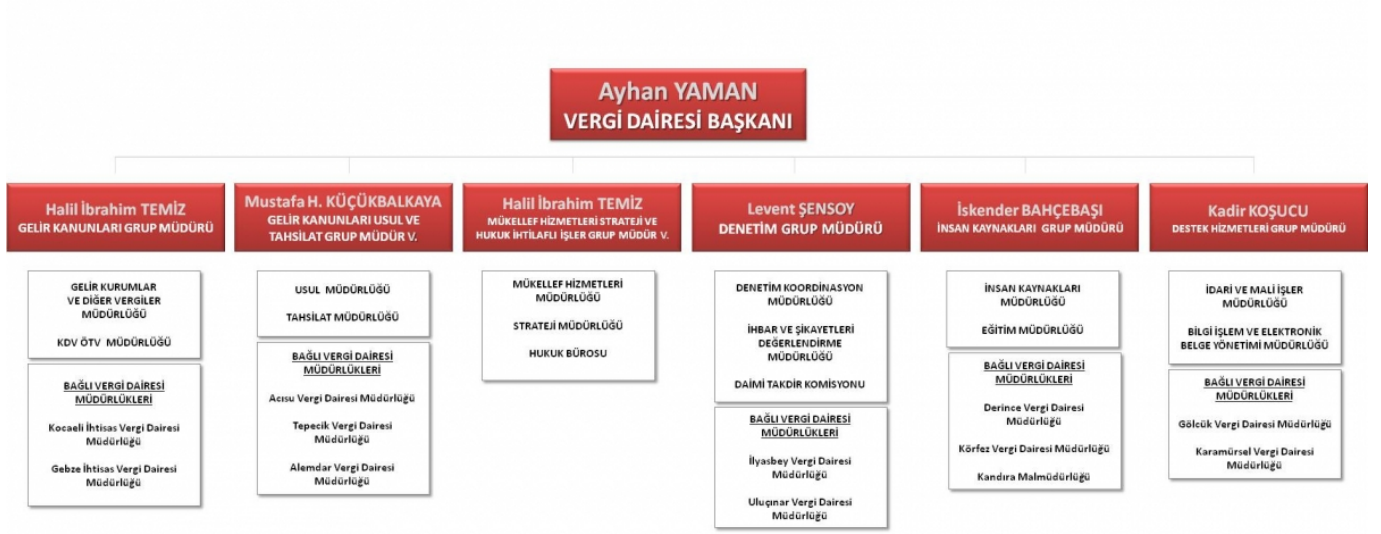 Ayhan YAMAN
VERGİ DAİRESİ BAŞKANI
Halil İbrahim TEMİZ
GELİR KANUNLARI GRUP MÜDÜRÜ
GELİR KURUMLAR
VE DİĞER VERGİLER
MÜDÜRLÜĞÜ
KDV ÖTV MÜDÜRLÜĞÜ
BAĞLI VERGİ DAİRESİ
MÜDÜRLÜKLERİ
Kocaeli İhtisas Vergi Dairesi
Müdürlüğü
Gebze İhtisas Vergi Dairesi
Müdürlüğü
Mustafa H. KÜÇÜKBALKAYA
GELİR KANUNLARI USUL VE
TAHSİLAT GRUP MÜDÜR V.
USUL MÜDÜRLÜĞÜ
TAHSİLAT MÜDÜRLÜĞÜ
BAĞLI VERGİ DAİRESİ
MÜDÜRLÜKLERİ
Acısu Vergi Dairesi Müdürlüğü
Tepecik Vergi Dairesi
Müdürlüğü
Alemdar Vergi Dairesi
Müdürlüğü
Halil İbrahim TEMİZ
MÜKELLEF HİZMETLERİ STRATEJİ VE
HUKUK İHTİLAFLI İŞLER GRUP MÜDÜR V.
MÜKELLEF HİZMETLERİ
MÜDÜRLÜĞÜ
STRATEJİ MÜDÜRLÜĞÜ
HUKUK BÜROSU
Levent ŞENSOY
DENETİM GRUP MÜDÜRÜ
DENETİM KOORDİNASYON
MÜDÜRLÜĞÜ
İHBAR VE ŞİKAYETLERİ
DEĞERLENDİRME
MÜDÜRLÜĞÜ
DAİMİ TAKDİR KOMİSYONU
BAĞLI VERGİ DAİRESİ
MÜDÜRLÜKLERİ
İlyasbey Vergi Dairesi
Müdürlüğü
Uluçınar Vergi Dairesi
Müdürlüğü
İskender BAHÇEBAŞI
İNSAN KAYNAKLARI GRUP MÜDÜRÜ
İNSAN KAYNAKLARI
MÜDÜRLÜĞÜ
EĞİTİM MÜDÜRLÜĞÜ
BAĞLI VERGİ DAİRESİ
MÜDÜRLÜKLERİ
Derince Vergi Dairesi
Müdürlüğü
Körfez Vergi Dairesi Müdürlüğü
Kandıra Malmüdürlüğü
Kadir KOŞUCU
DESTEK HİZMETLERİ GRUP MÜDÜRÜ
İDARİ VE MALİ İŞLER
MÜDÜRLÜĞÜ
BİLGİ İŞLEM VE ELEKTRONİK
BELGE YÖNETİMİ MÜDÜRLÜĞÜ
BAĞLI VERGİ DAİRESİ
MÜDÜRLÜKLERİ
Gölcük Vergi Dairesi Müdürlüğü
Karamürsel Vergi Dairesi
Müdürlüğü